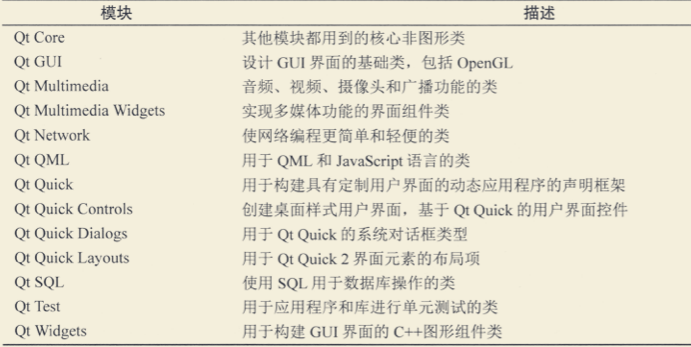 模块 描述
Qt Core 其他模块都用到的核心非图形类
Qt GUI 设计 GUI 界面的基础类，包括 OpenGL
Qt Multimedia 音频、视频、摄像头和广播功能的类
Qt Multimedia Widgets 实现多媒体功能的界面组件类
Qt Network 使网络编程更简单和轻便的类
Qt QML 用于 QML 和 JavaScript 语言的类
Qt Quick 用于构建具有定制用户界面的动态应用程序的声明框架
Qt Quick Controls 创建桌面样式用户界面，基于 Qt Quick 的用户界面控件
Qt Quick Dialogs 用于 Qt Quick 的系统对话框类型
Qt Quick Layouts 用于 Qt Quick 2 界面元素的布局项
Qt SQL 使用 SQL 用于数据库操作的类
Qt Test 用于应用程序和库进行单元测试的类
Qt Widgets 用于构建 GUI 界面的 C++图形组件类